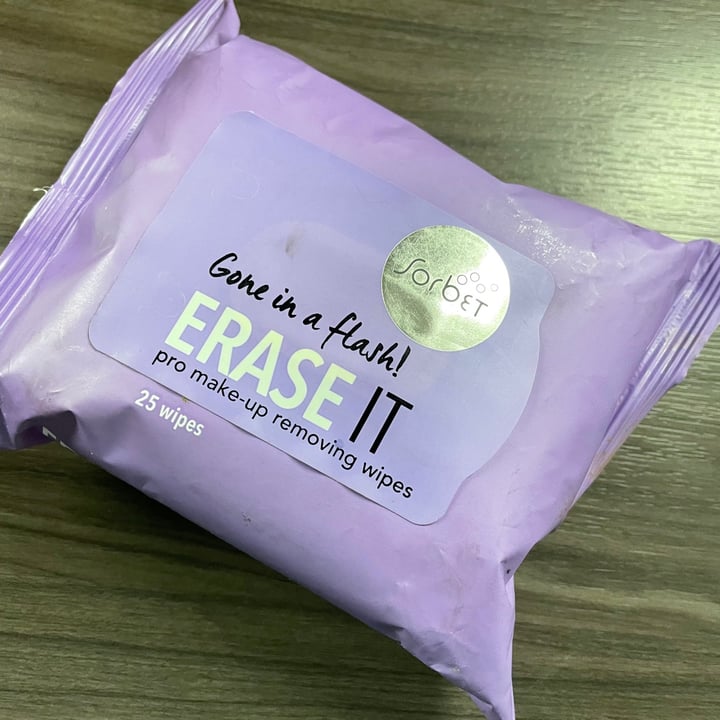 Sorbet
Gone in a flash!
ERASE IT
pro make-up removing wipes
25 wipes